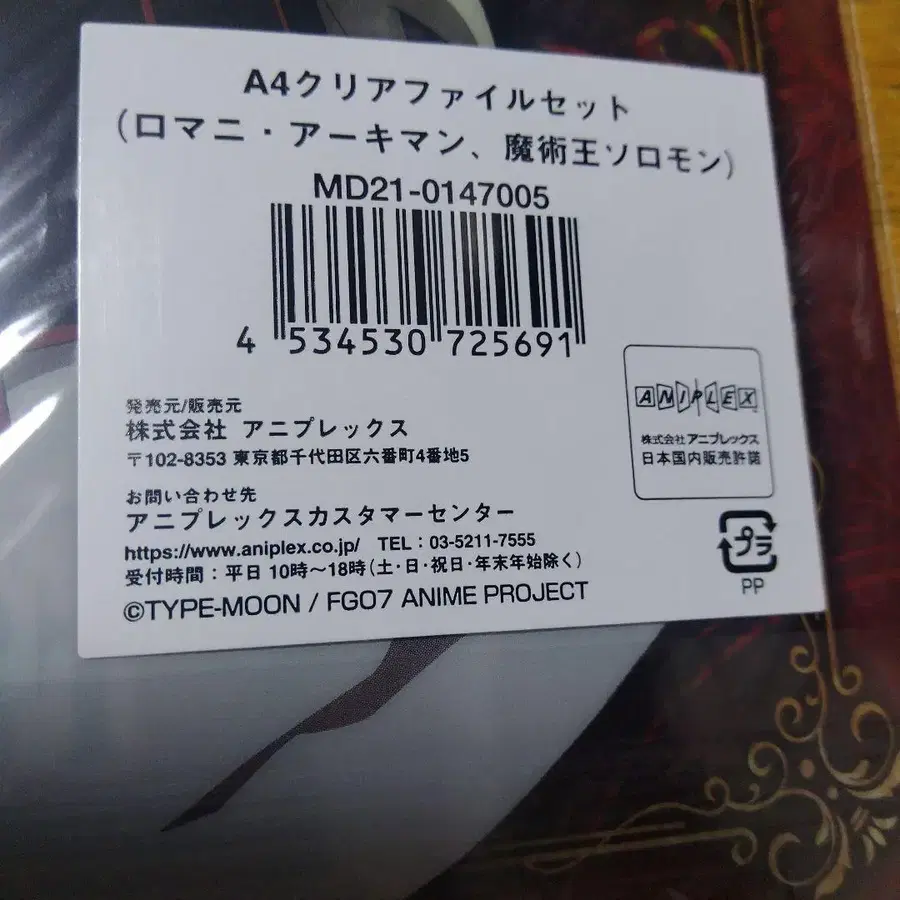 A4クリアファイルセット
(ロマニ・アーキマン、魔術王ソロモン)
MD21-0147005
4 534530 725691
発売元/販売元
株式会社 アニプレックス
〒102-8353 東京都千代田区六番町4番地5
お問い合わせ先
アニプレックスカスタマーセンター
https://www.aniplex.co.jp/ TEL：03-5211-7555
受付時間：平日 10時～18時(土・日・祝日・年末年始除く)
©TYPE-MOON / FGO7 ANIME PROJECT
ANIPLEX
株式会社アニプレックス
日本国内販売許諾
プラ
PP